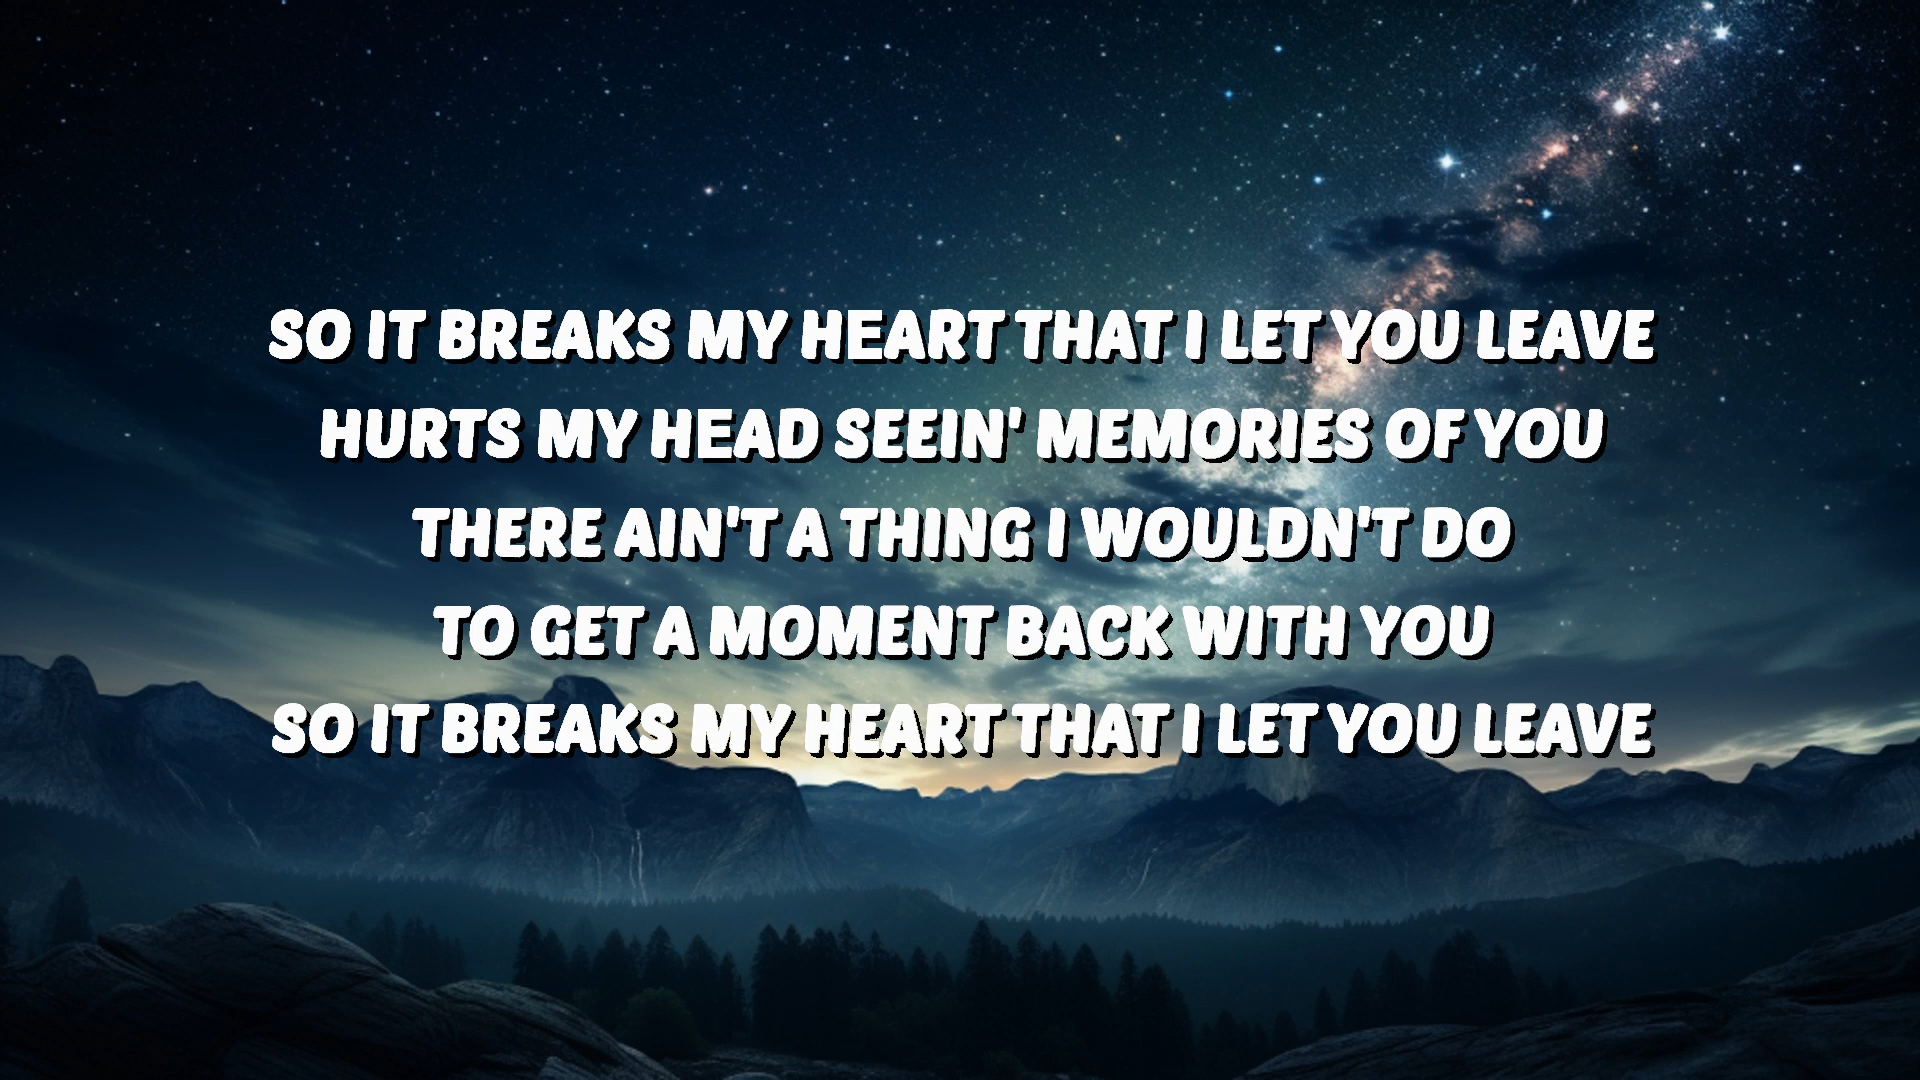 SO IT BREAKS MY HEART THAT I LET YOU LEAVE
HURTS MY HEAD SEEIN' MEMORIES OF YOU
THERE AIN'T A THING I WOULDN'T DO
TO GET A MOMENT BACK WITH YOU
SO IT BREAKS MY HEART THAT I LET YOU LEAVE